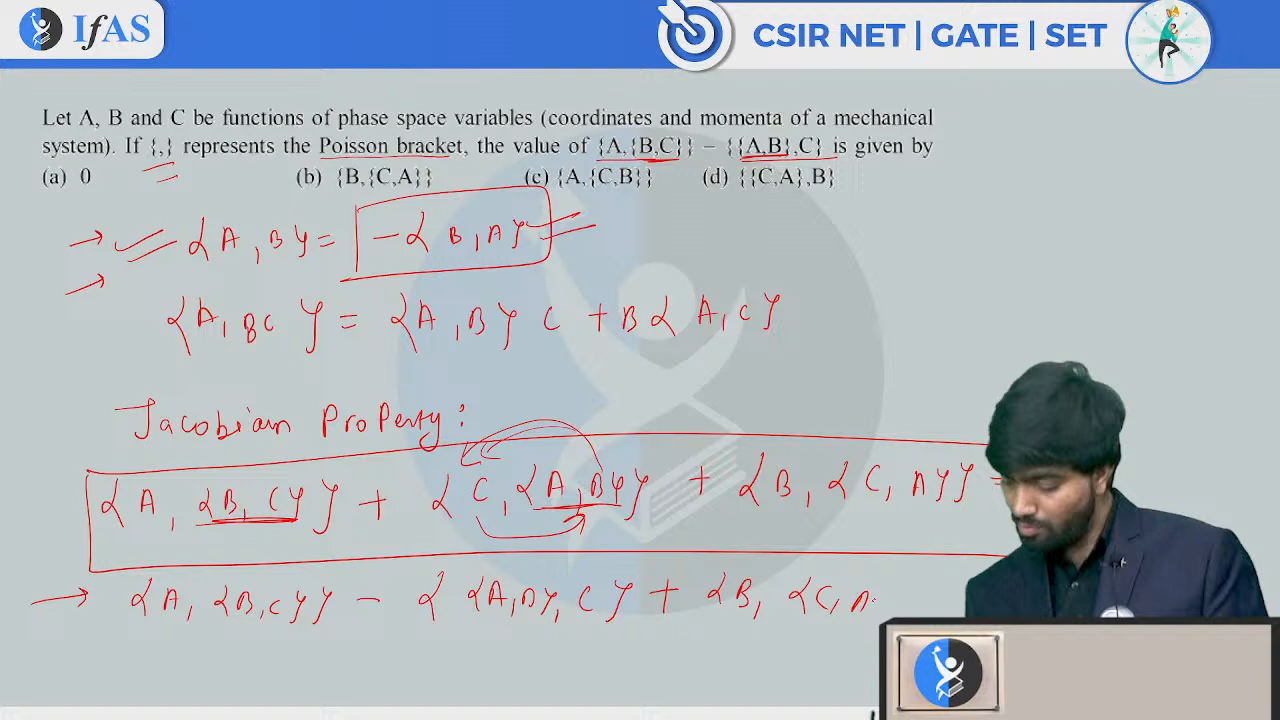 IfAS
CSIR NET | GATE | SET
Let A, B and C be functions of phase space variables (coordinates and momenta of a mechanical
system). If {,} represents the Poisson bracket, the value of {A,{B,C}} – {{A,B},C} is given by
(a) 0 (b) {B,{C,A}} (c) {A,{C,B}} (d) {{C,A},B}
→ {A,B} = -{B,A}
→
{A,BC} = {A,B}C + B{A,C}
Jacobian Property:
{A,{B,C}} + {C,{A,B}} + {B,{C,A}} =
→ {A,{B,C}} - {{A,B},C} + {B,{C,A